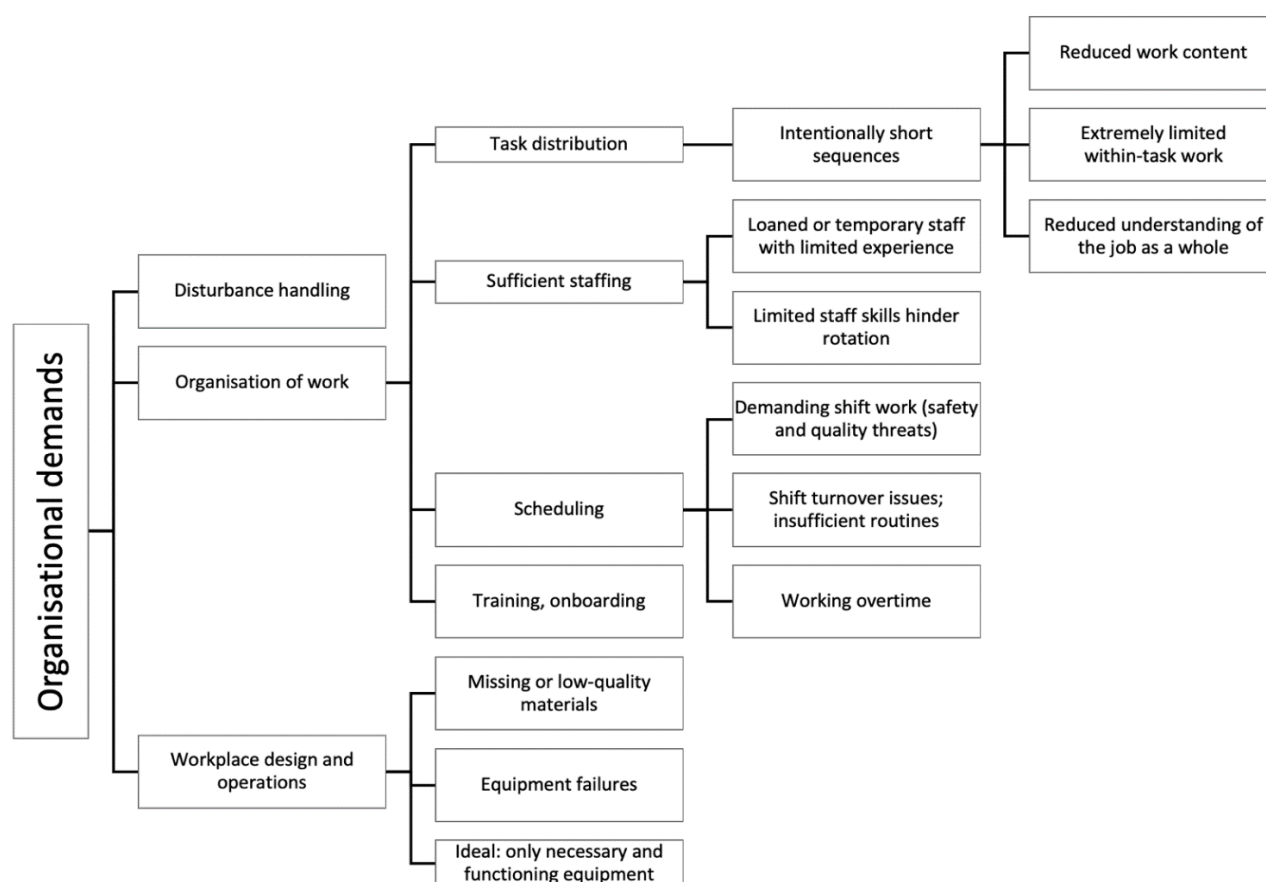 Organisational demands
Disturbance handling
Organisation of work
Workplace design and
operations
Task distribution
Sufficient staffing
Scheduling
Training, onboarding
Missing or low-quality
materials
Equipment failures
Ideal: only necessary and
functioning equipment
Intentionally short
sequences
Loaned or temporary staff
with limited experience
Limited staff skills hinder
rotation
Demanding shift work (safety
and quality threats)
Shift turnover issues;
insufficient routines
Working overtime
Reduced work content
Extremely limited
within-task work
Reduced understanding of
the job as a whole